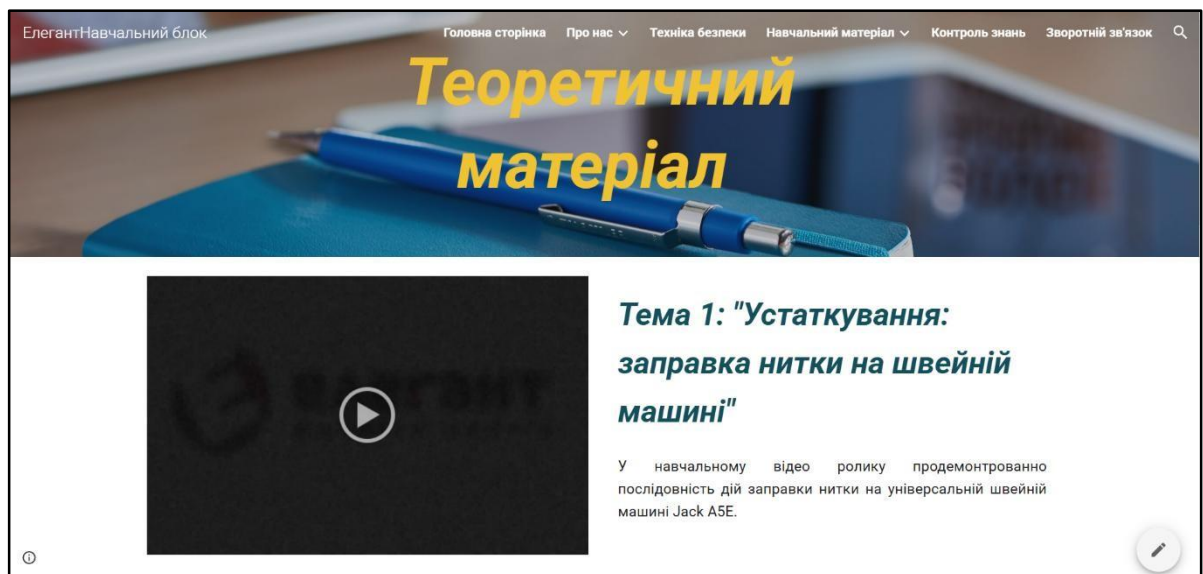 ЕлегантНавчальний блок
Головна сторінка Про нас Техніка безпеки Навчальний матеріал Контроль знань Зворотній зв'язок
Теоретичний
матеріал
Тема 1: "Устаткування:
заправка нитки на швейній
машині"
У навчальному відео ролику продемонтрованно
послідовність дій заправки нитки на універсальній швейній
машині Jack A5E.